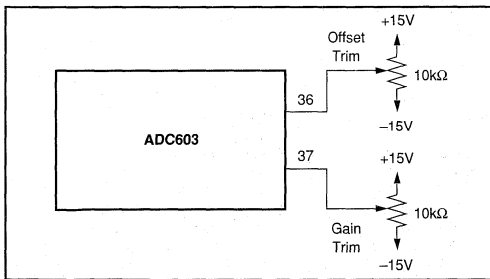 Offset
Trim
+15V
10kΩ
−15V
36
ADC603
37
+15V
10kΩ
Gain
Trim
−15V